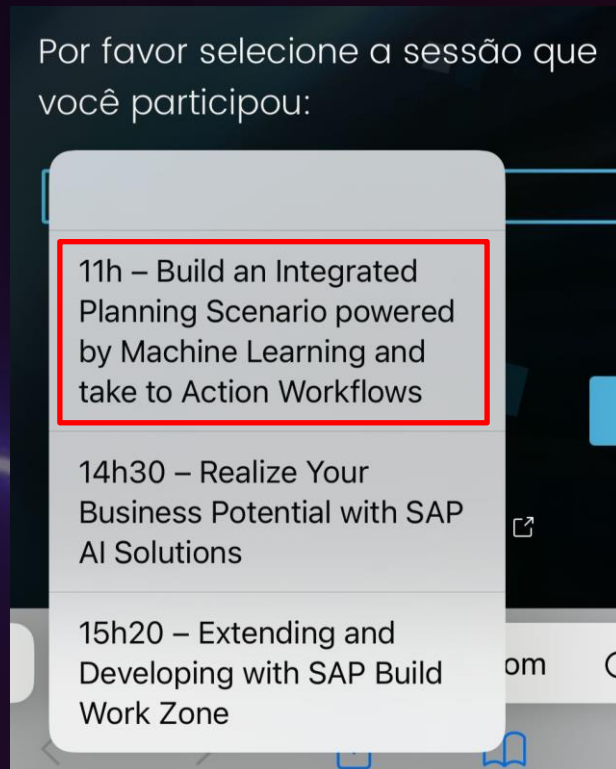 Por favor selecione a sessão que
você participou:
11h – Build an Integrated
Planning Scenario powered
by Machine Learning and
take to Action Workflows
14h30 – Realize Your
Business Potential with SAP
AI Solutions
15h20 – Extending and
Developing with SAP Build
Work Zone
om